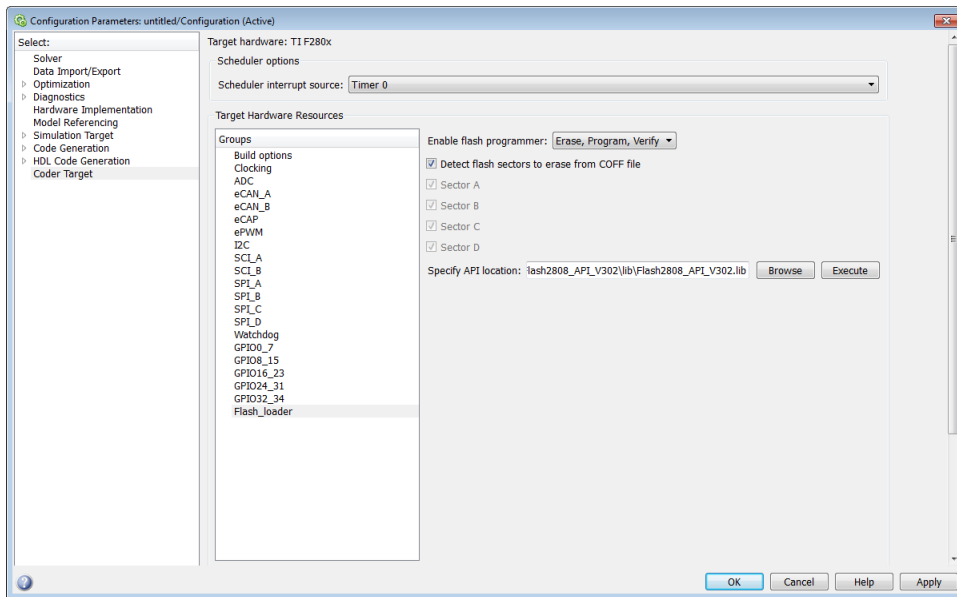 Configuration Parameters: untitled/Configuration (Active)
Select:
Solver
Data Import/Export
Optimization
Diagnostics
Hardware Implementation
Model Referencing
Simulation Target
Code Generation
HDL Code Generation
Coder Target
Target hardware: TI F280x
Scheduler options
Scheduler interrupt source: Timer 0
Target Hardware Resources
Groups
Build options
Clocking
ADC
eCAN_A
eCAN_B
eCAP
ePWM
I2C
SCI_A
SCI_B
SPI_A
SPI_B
SPI_C
SPI_D
Watchdog
GPIO0_7
GPIO8_15
GPIO16_23
GPIO24_31
GPIO32_34
Flash_loader
Enable flash programmer: Erase, Program, Verify
Detect flash sectors to erase from COFF file
Sector A
Sector B
Sector C
Sector D
Specify API location: Flash2808_API_V302\lib\Flash2808_API_V302.lib Browse Execute
OK Cancel Help Apply